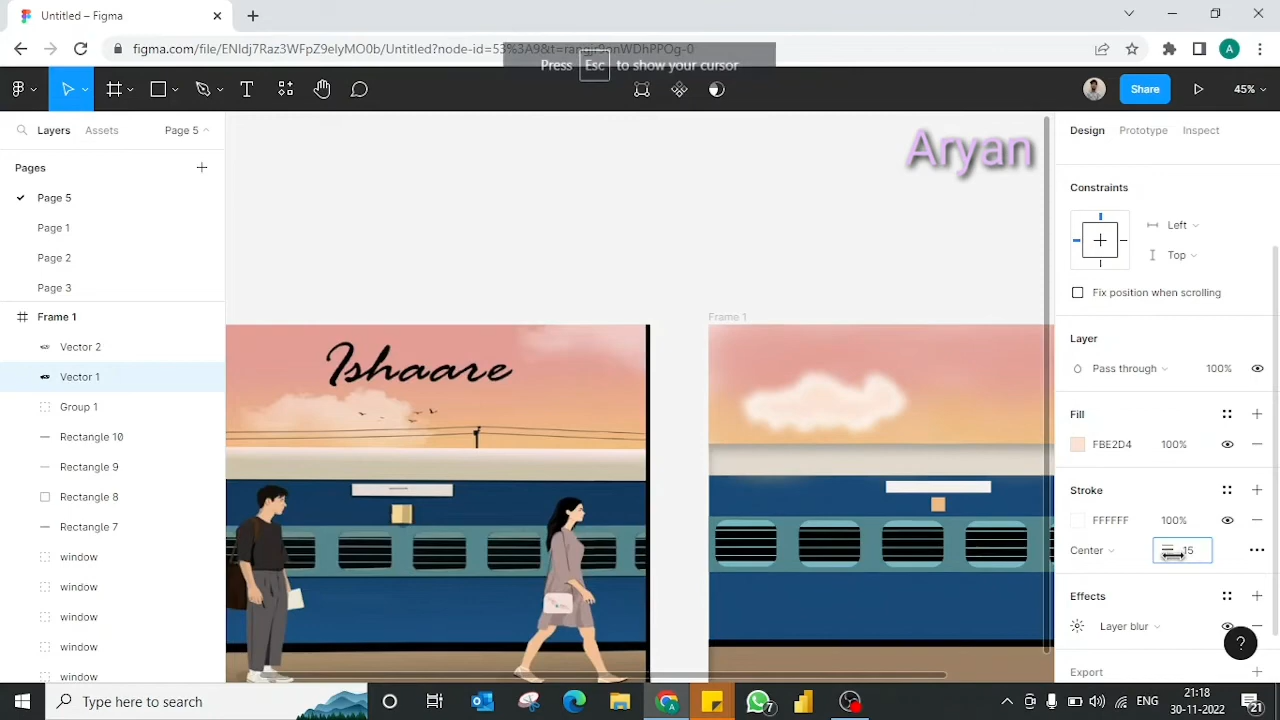 Untitled – Figma
figma.com/file/ENIdj7Raz3WFpZ9elyMO0b/Untitled?node-id=53%3A9&t=
Press Esc to show your cursor
Share
45%
Layers
Assets
Page 5
Design
Prototype
Inspect
Aryan
Pages
Page 5
Page 1
Page 2
Page 3
Frame 1
Vector 2
Vector 1
Group 1
Rectangle 10
Rectangle 9
Rectangle 8
Rectangle 7
window
window
window
window
window
Frame 1
Ishaare
Constraints
Left
Top
Fix position when scrolling
Layer
Pass through
100%
Fill
FBE2D4
100%
Stroke
FFFFFF
100%
Center
15
Effects
Layer blur
Export
?
Type here to search
7
ENG
21:18
30-11-2022
21
A